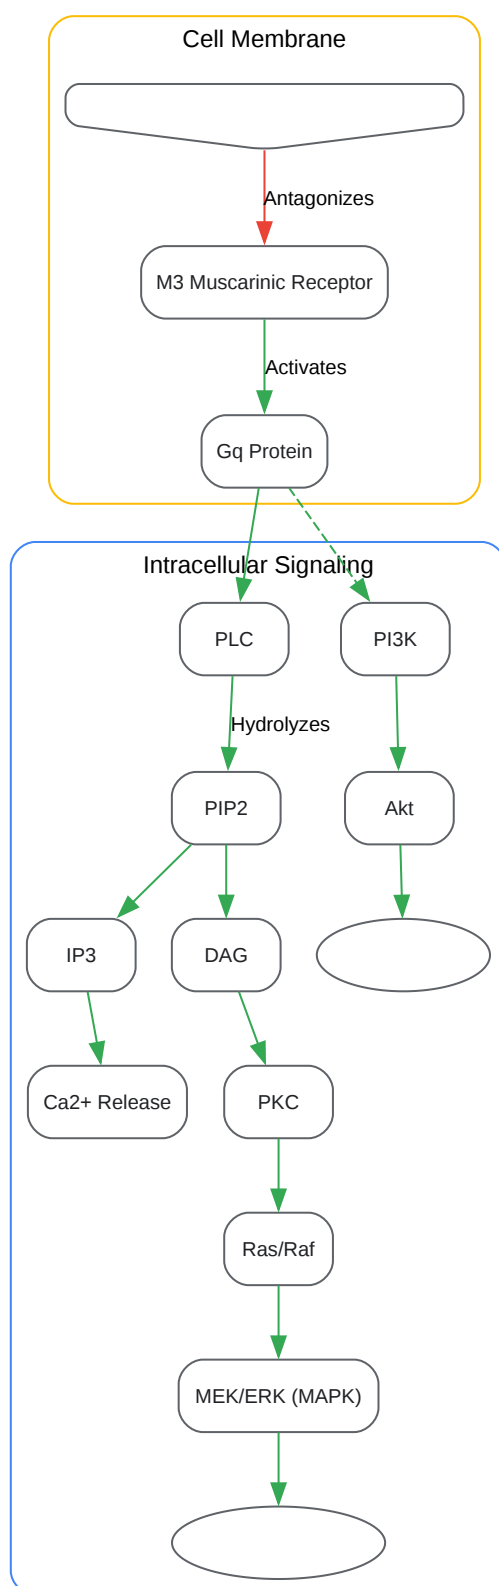 Cell Membrane
Antagonizes
M3 Muscarinic Receptor
Activates
Gq Protein
Intracellular Signaling
PLC
PI3K
Hydrolyzes
PIP2
Akt
IP3
DAG
Ca2+ Release
PKC
Ras/Raf
MEK/ERK (MAPK)